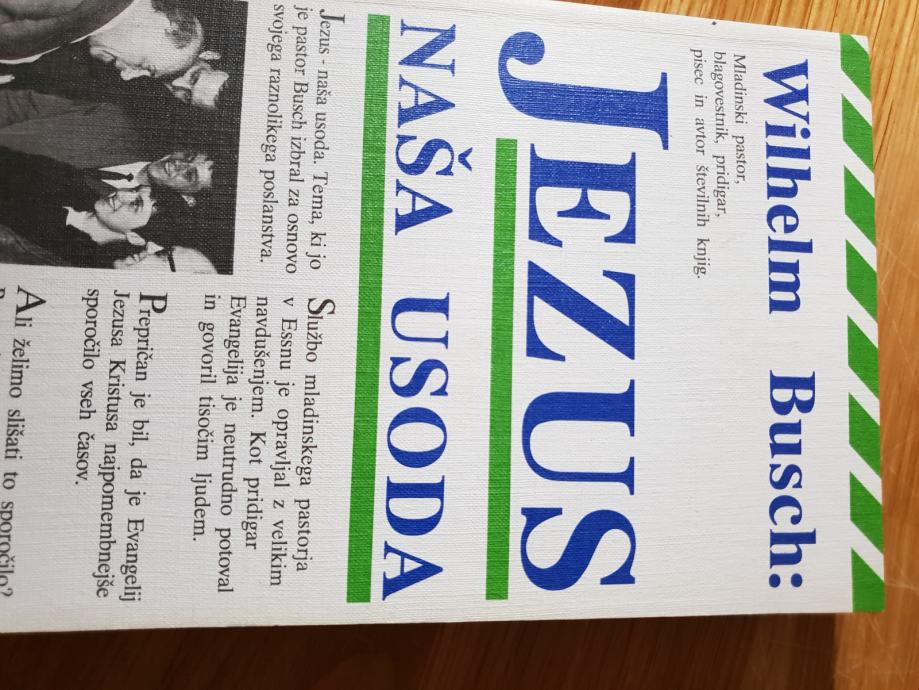 Wilhelm Busch:
Mladinski pastor,
blagovestnik, pridigar,
pisec in avtor številnih knjig.
JEZUS
NAŠA USODA
Jezus - naša usoda. Tema, ki jo
je pastor Busch izbral za osnovo
svojega raznolikega poslanstva.
Službo mladinskega pastorja
v Essnu je opravljal z velikim
navdušenjem. Kot pridigar
Evangelija je neutrudno potoval
in govoril tisočim ljudem.
Prepričan je bil, da je Evangelij
Jezusa Kristusa najpomembnejše
sporočilo vseh časov.
Ali želimo slišati to sporočilo?